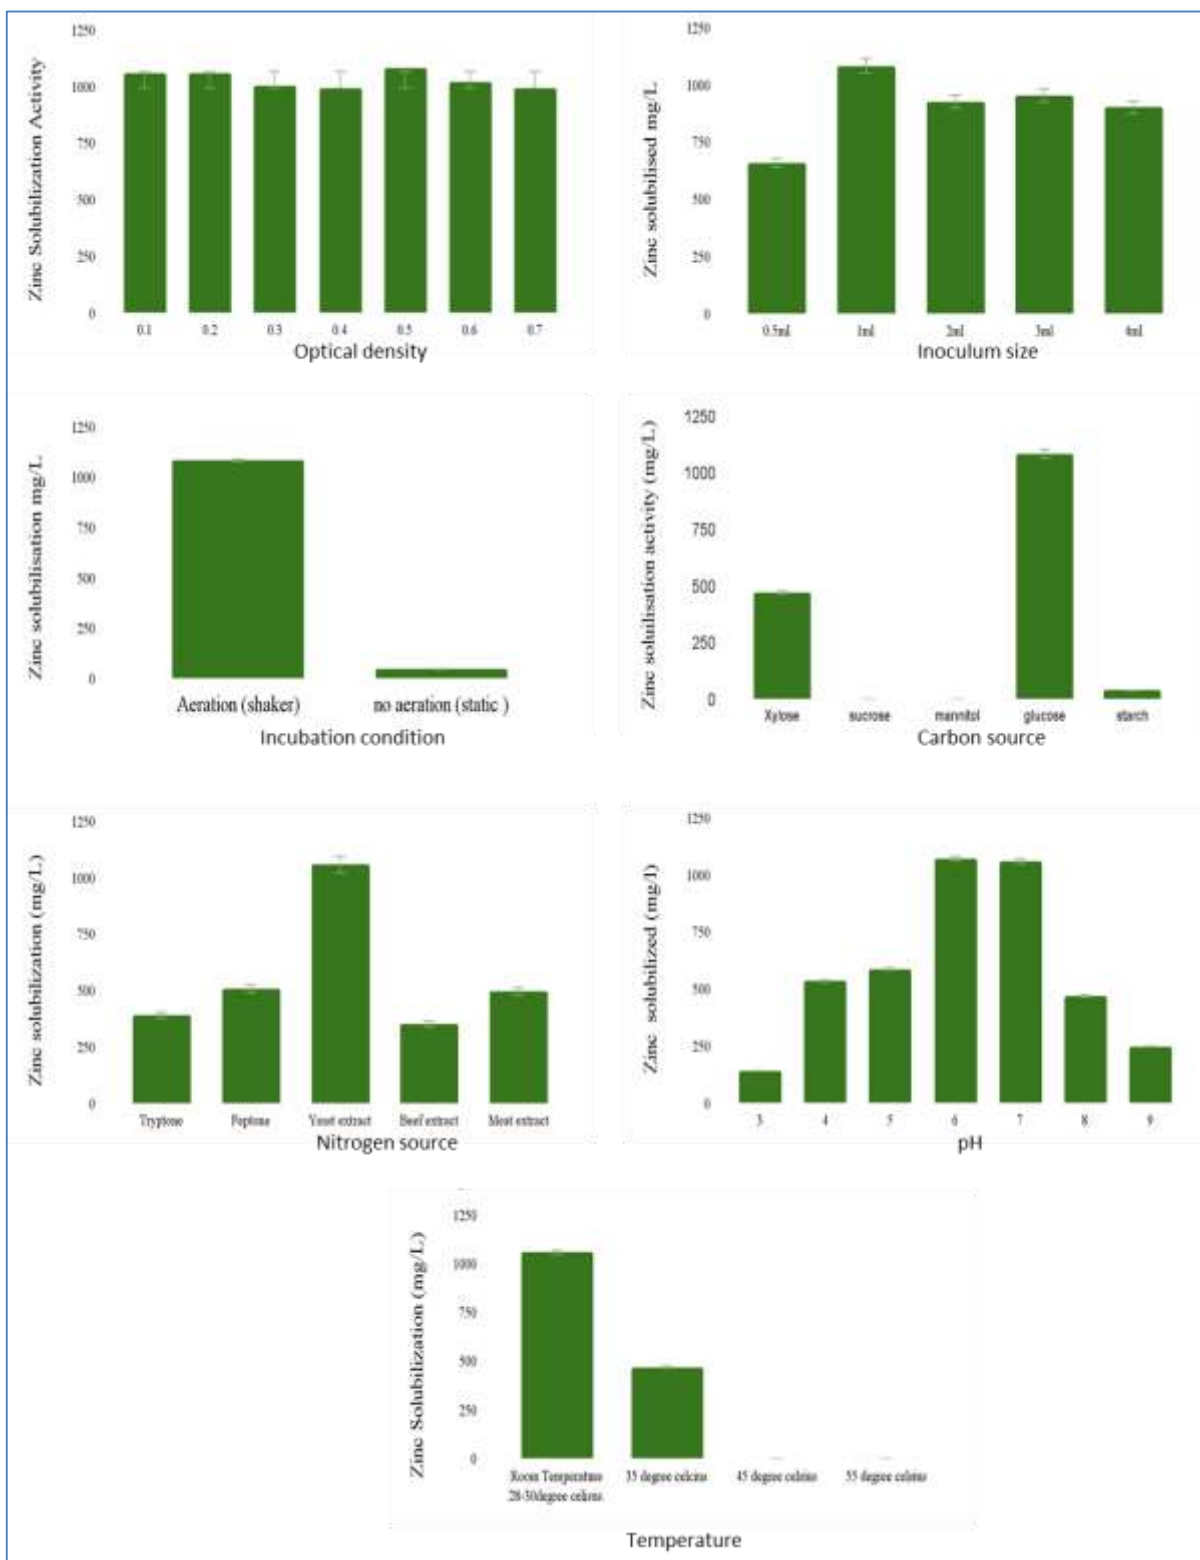 Zinc Solubilization Activity
1250
1000
750
500
250
0
0.1 0.2 0.3 0.4 0.5 0.6 0.7
Optical density
Zinc solubilised mg/L
1250
1000
750
500
250
0
0.5ml 1ml 2ml 3ml 4ml
Inoculum size
Zinc solubilisation mg/L
1250
1000
750
500
250
0
Aeration (shaker) no aeration (static )
Incubation condition
Zinc soluilisation activity (mg/L)
1250
1000
750
500
250
0
Xylose sucrose mannitol glucose starch
Carbon source
Zinc solubilization (mg/L)
1250
1000
750
500
250
0
Tryptone Peptone Yeast extract Beef extract Meat extract
Nitrogen source
Zinc solubilized (mg/l)
1250
1000
750
500
250
0
3 4 5 6 7 8 9
pH
Zinc Solubilization (mg/L)
1250
1000
750
500
250
0
Room Temperature 35 degree celcius 45 degree celcius 55 degree celcius
28-30degree celisus
Temperature